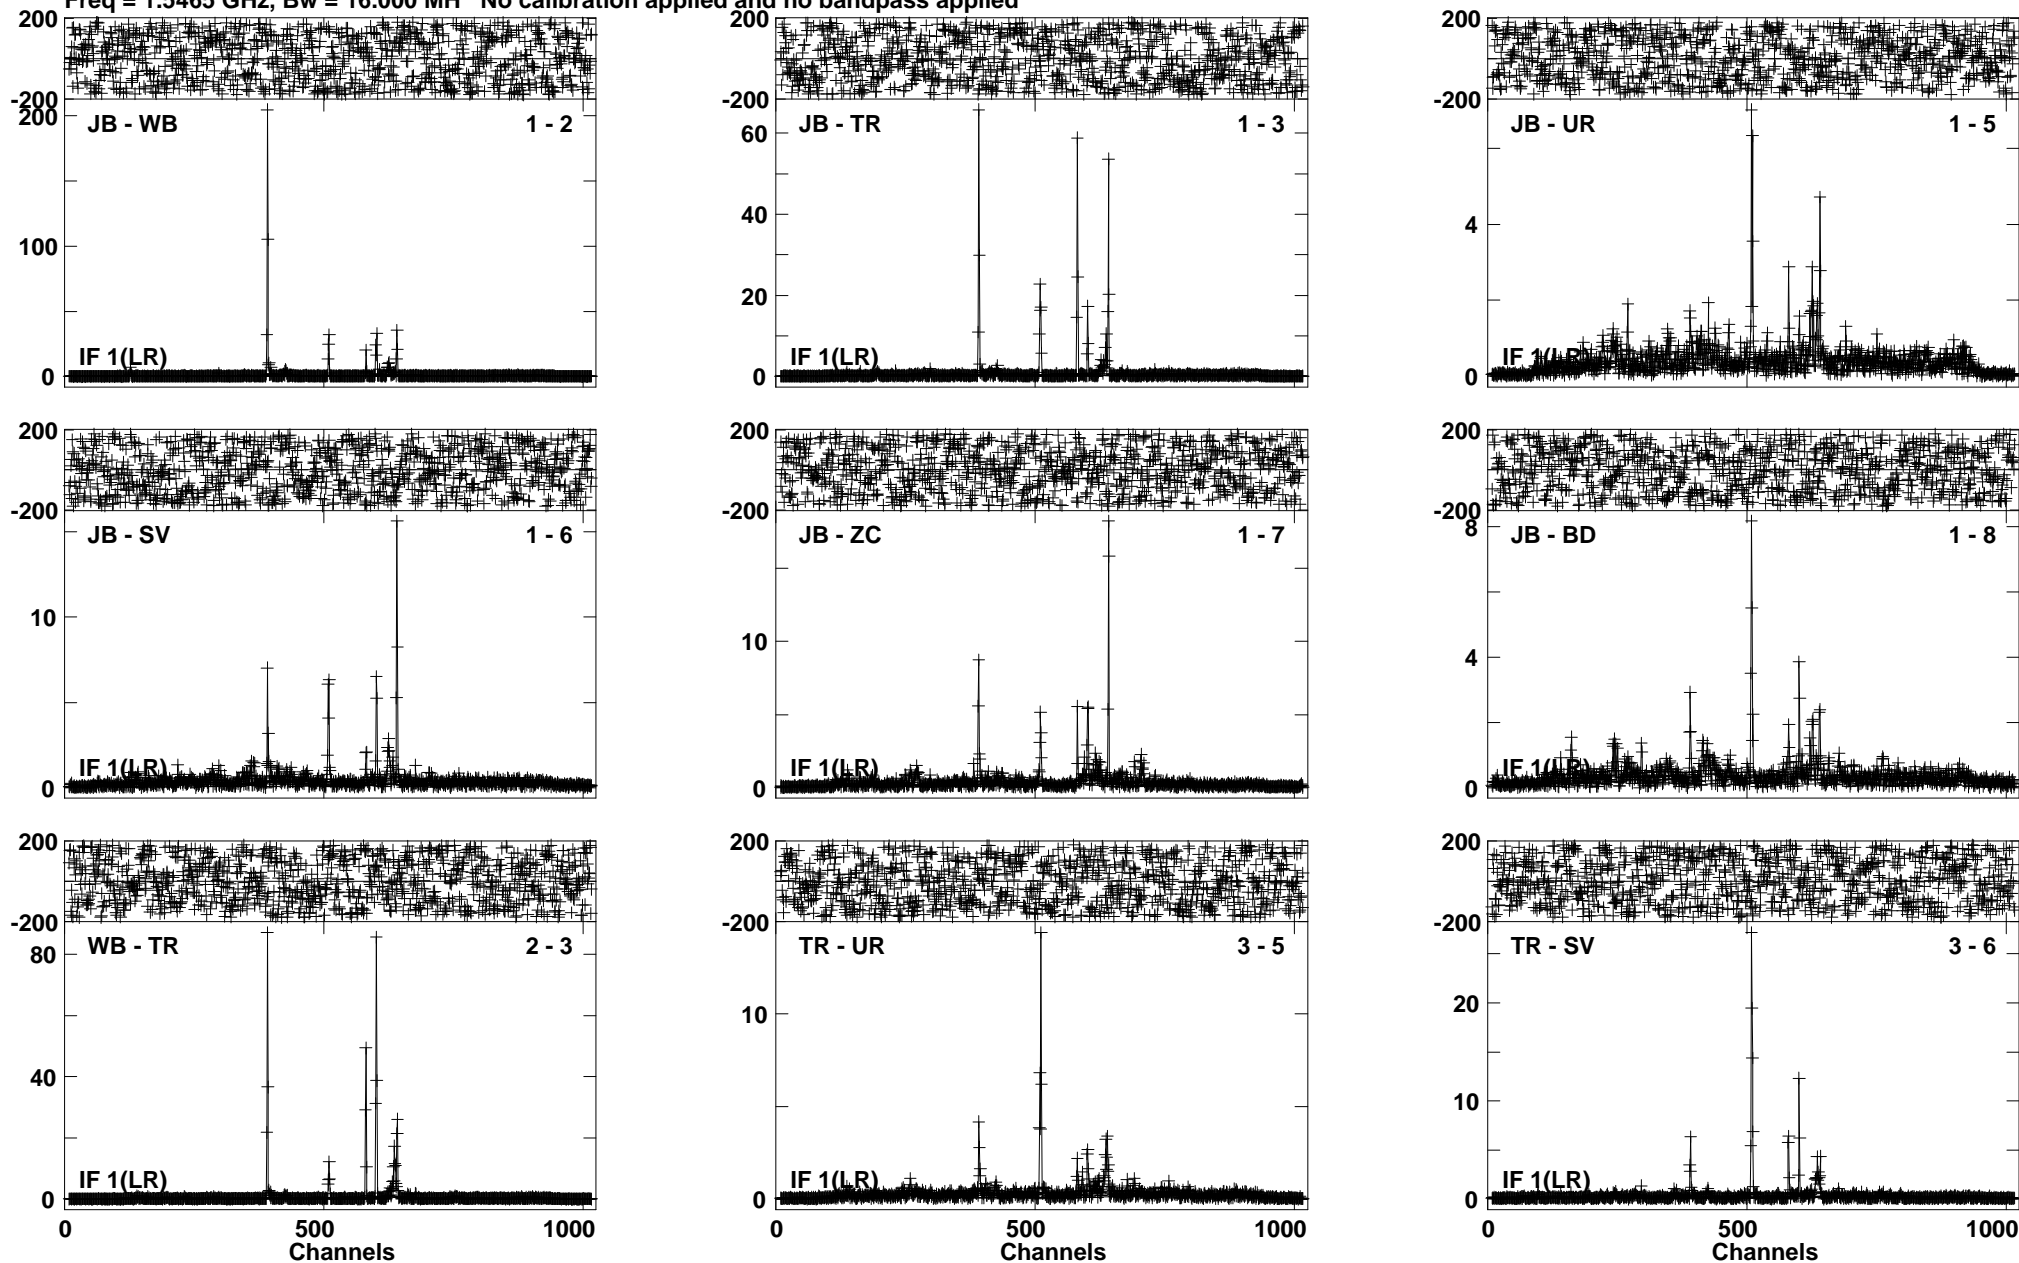 Freq = 1.5465 GHz, Bw = 16.000 MH No calibration applied and no bandpass applied
200
-200
200
JB - WB 1 - 2
100
IF 1(LR)
0
200
-200
JB - TR 1 - 3
60
40
20
IF 1(LR)
0
200
-200
JB - UR 1 - 5
4
IF 1(LR)
0
200
-200
JB - SV 1 - 6
10
IF 1(LR)
0
200
-200
JB - ZC 1 - 7
10
IF 1(LR)
0
200
-200
8
JB - BD 1 - 8
4
IF 1(LR)
0
200
-200
WB - TR 2 - 3
80
40
IF 1(LR)
0
0 500 1000
Channels
200
-200
TR - UR 3 - 5
10
IF 1(LR)
0
0 500 1000
Channels
200
-200
TR - SV 3 - 6
20
10
IF 1(LR)
0
0 500 1000
Channels